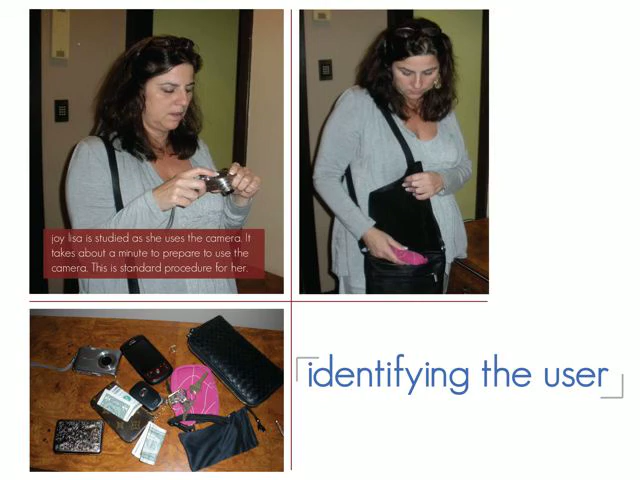 joy lisa is studied as she uses the camera. It
takes about a minute to prepare to use the
camera. This is standard procedure for her.
identifying the user